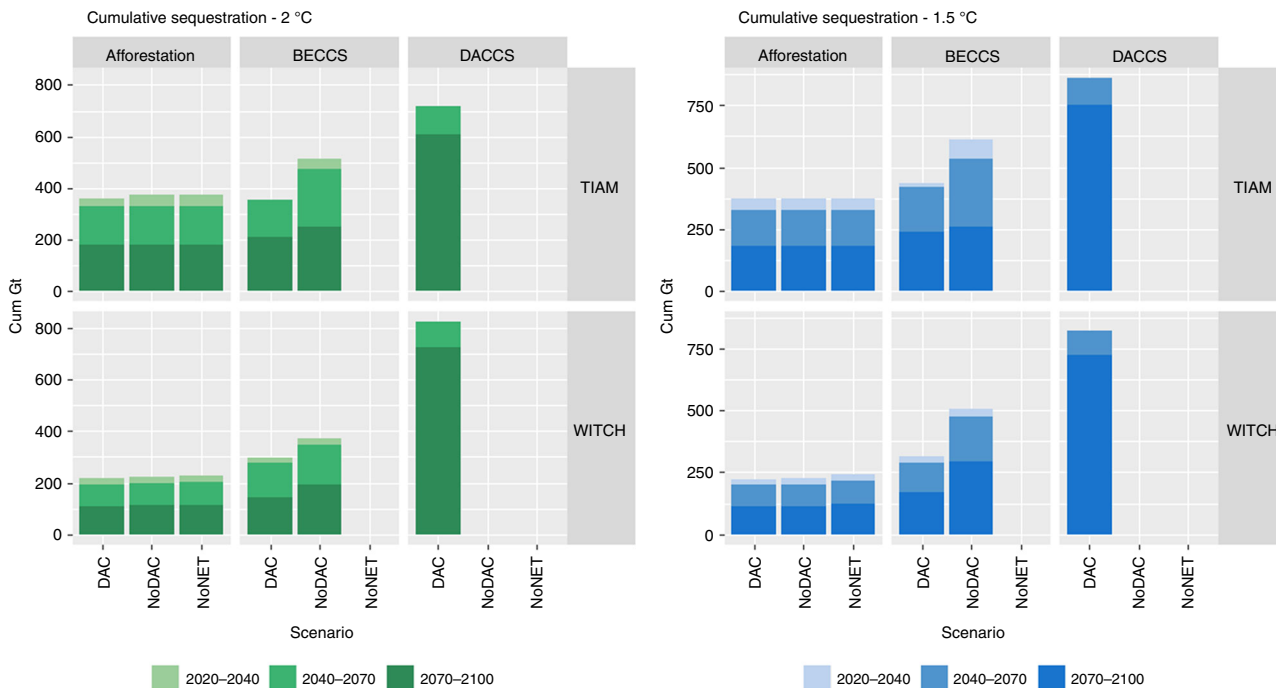 Cumulative sequestration - 2 °C
Afforestation
BECCS
DACCS
800
600
400
200
0
TIAM
Cum Gt
800
600
400
200
0
WITCH
DAC
NoDAC
NoNET
DAC
NoDAC
NoNET
DAC
NoDAC
NoNET
Scenario
2020–2040
2040–2070
2070–2100
Cumulative sequestration - 1.5 °C
Afforestation
BECCS
DACCS
750
500
250
0
TIAM
Cum Gt
750
500
250
0
WITCH
DAC
NoDAC
NoNET
DAC
NoDAC
NoNET
DAC
NoDAC
NoNET
Scenario
2020–2040
2040–2070
2070–2100